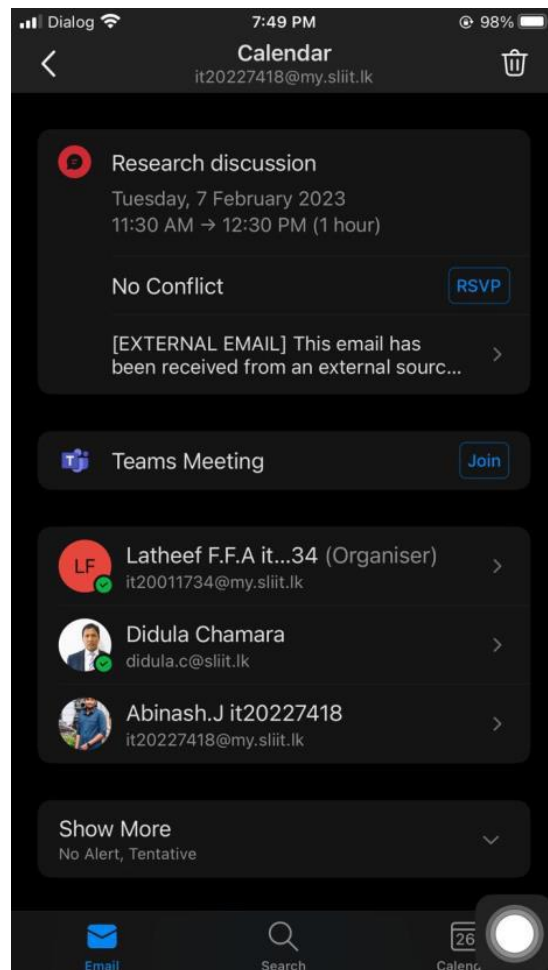 Dialog 7:49 PM 98%
Calendar
it20227418@my.sliit.lk
Research discussion
Tuesday, 7 February 2023
11:30 AM → 12:30 PM (1 hour)
No Conflict RSVP
[EXTERNAL EMAIL] This email has
been received from an external sourc...
Teams Meeting Join
LF Latheef F.F.A it...34 (Organiser)
it20011734@my.sliit.lk
Didula Chamara
didula.c@sliit.lk
Abinash.J it20227418
it20227418@my.sliit.lk
Show More
No Alert, Tentative
26
Email Search